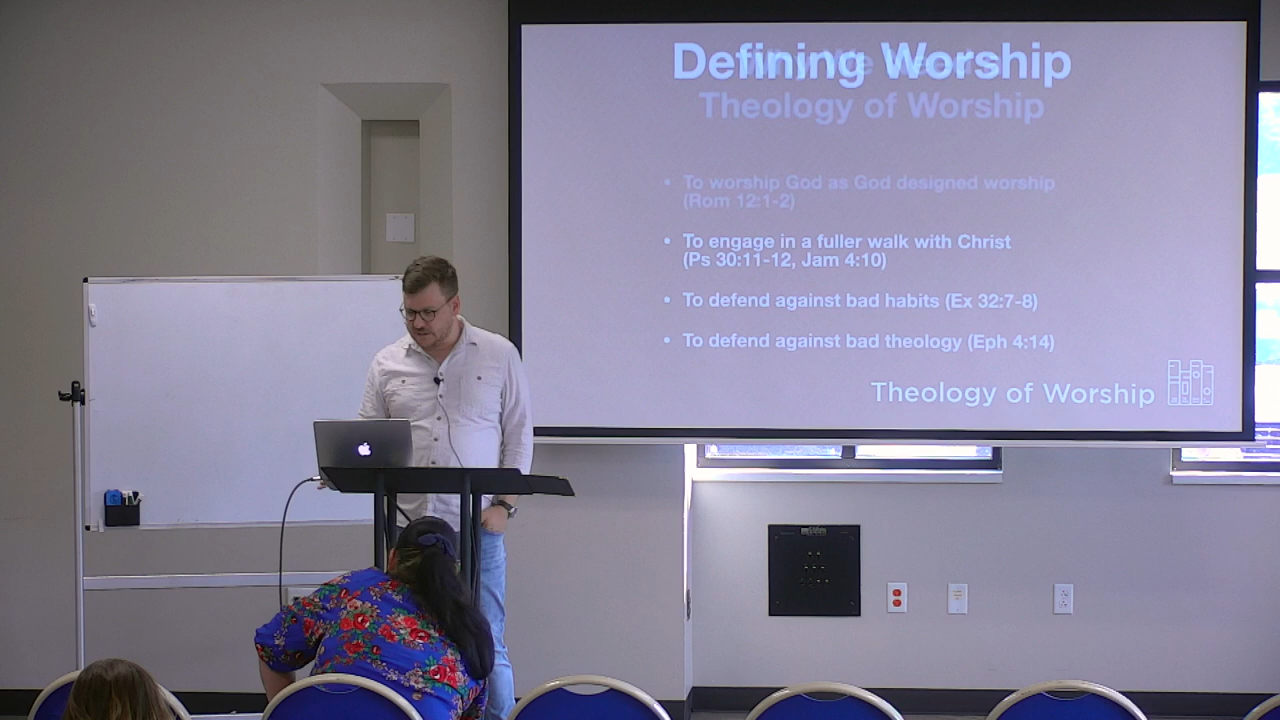 Defining Worship
Theology of Worship
• To worship God as God designed worship
(Rom 12:1-2)
• To engage in a fuller walk with Christ
(Ps 30:11-12, Jam 4:10)
• To defend against bad habits (Ex 32:7-8)
• To defend against bad theology (Eph 4:14)
Theology of Worship